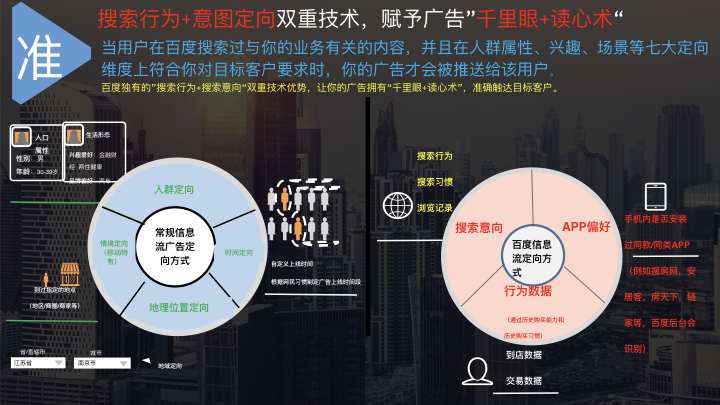 准
搜索行为+意图定向双重技术，赋予广告”千里眼+读心术“
当用户在百度搜索过与你的业务有关的内容，并且在人群属性、兴趣、场景等七大定向
维度上符合你对目标客户要求时，你的广告才会被推送给该用户。
百度独有的”搜索行为+搜索意向“双重技术优势，让你的广告拥有“千里眼+读心术”，准确触达目标客户。
人口
属性
性别：男
年龄：30-39岁
生活形态
兴趣爱好：金融财
经 两性健康
人群定向
情境定向
（移动特
有）
时间定向
地理位置定向
常规信息
流广告定
向方式
到过指定的地点
（地区/商圈/商家等）
省/直辖市
城市
江苏省
南京市
地域定向
自定义上线时间
根据网民习惯制定广告上线时间段
搜索行为
搜索习惯
浏览记录
搜索意向
APP偏好
百度信息
流定向方
式
行为数据
（通过历史购买能力和
历史购买习惯）
到店数据
交易数据
手机内是否安装
过同款/同类APP
（例如搜房网、安
居客，房天下，链
家等，百度后台会
识别）